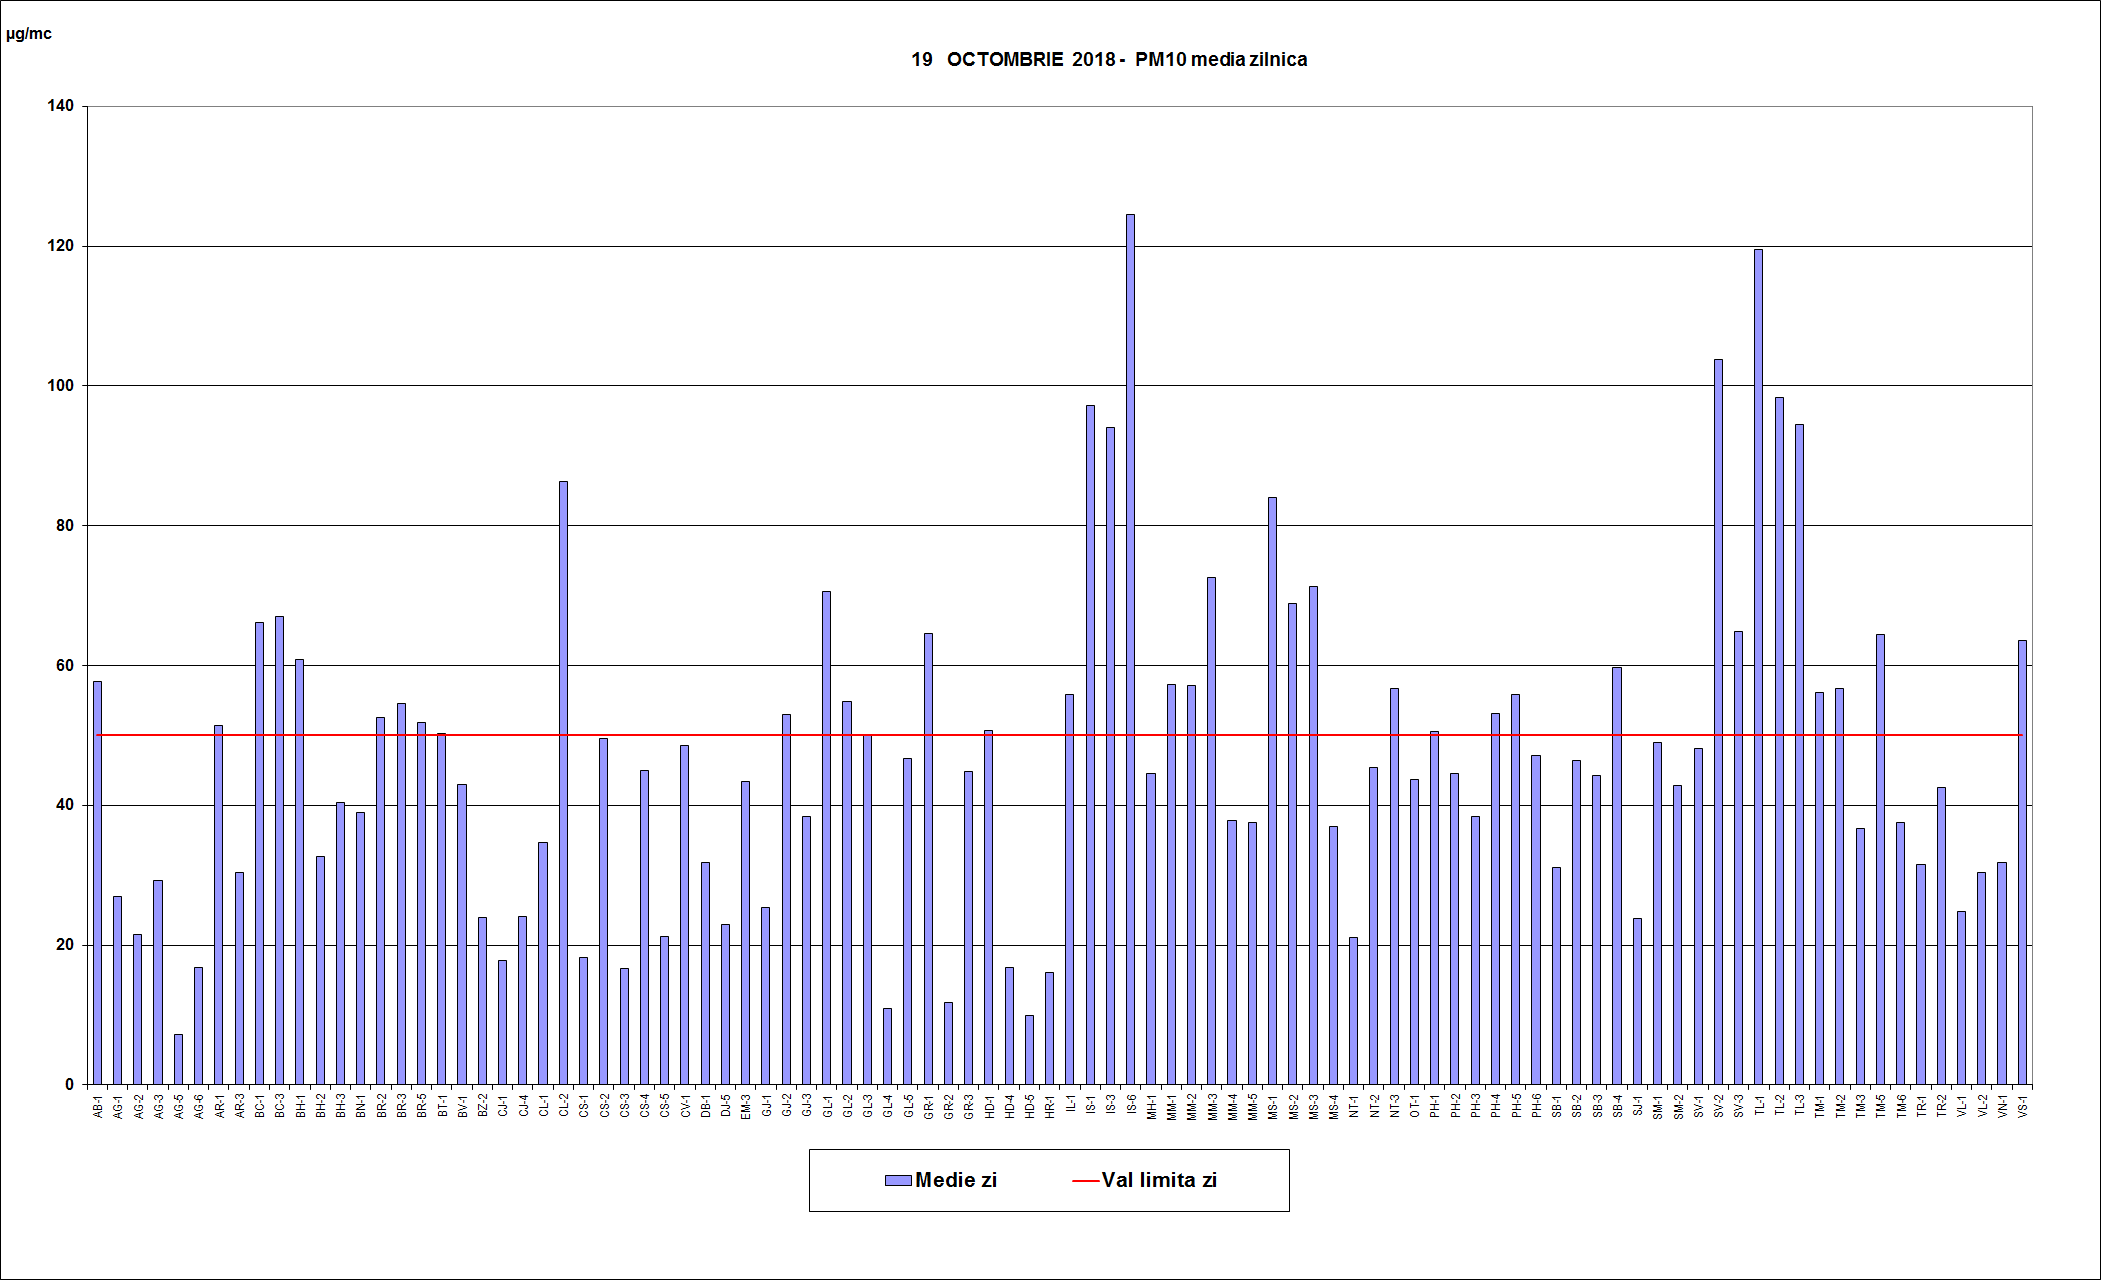 µg/mc
19 OCTOMBRIE 2018 - PM10 media zilnica
140
120
100
80
60
40
20
0
AB-1
AG-1
AG-2
AG-3
AG-5
AG-6
AR-1
AR-3
BC-1
BC-3
BH-1
BH-2
BH-3
BN-1
BR-2
BR-3
BR-5
BT-1
BV-1
BZ-2
CJ-1
CJ-4
CL-1
CL-2
CS-1
CS-2
CS-3
CS-4
CS-5
CV-1
DB-1
DJ-5
EM-3
GJ-1
GJ-2
GJ-3
GL-1
GL-2
GL-3
GL-4
GL-5
GR-1
GR-2
GR-3
HD-1
HD-4
HD-5
HR-1
IL-1
IS-1
IS-3
IS-6
MH-1
MM-1
MM-2
MM-3
MM-4
MM-5
MS-1
MS-2
MS-3
MS-4
NT-1
NT-2
NT-3
OT-1
PH-1
PH-2
PH-3
PH-4
PH-5
PH-6
SB-1
SB-2
SB-3
SB-4
SJ-1
SM-1
SM-2
SV-1
SV-2
SV-3
TL-1
TL-2
TL-3
TM-1
TM-2
TM-3
TM-5
TM-6
TR-1
TR-2
VL-1
VL-2
VN-1
VS-1
Medie zi
Val limita zi